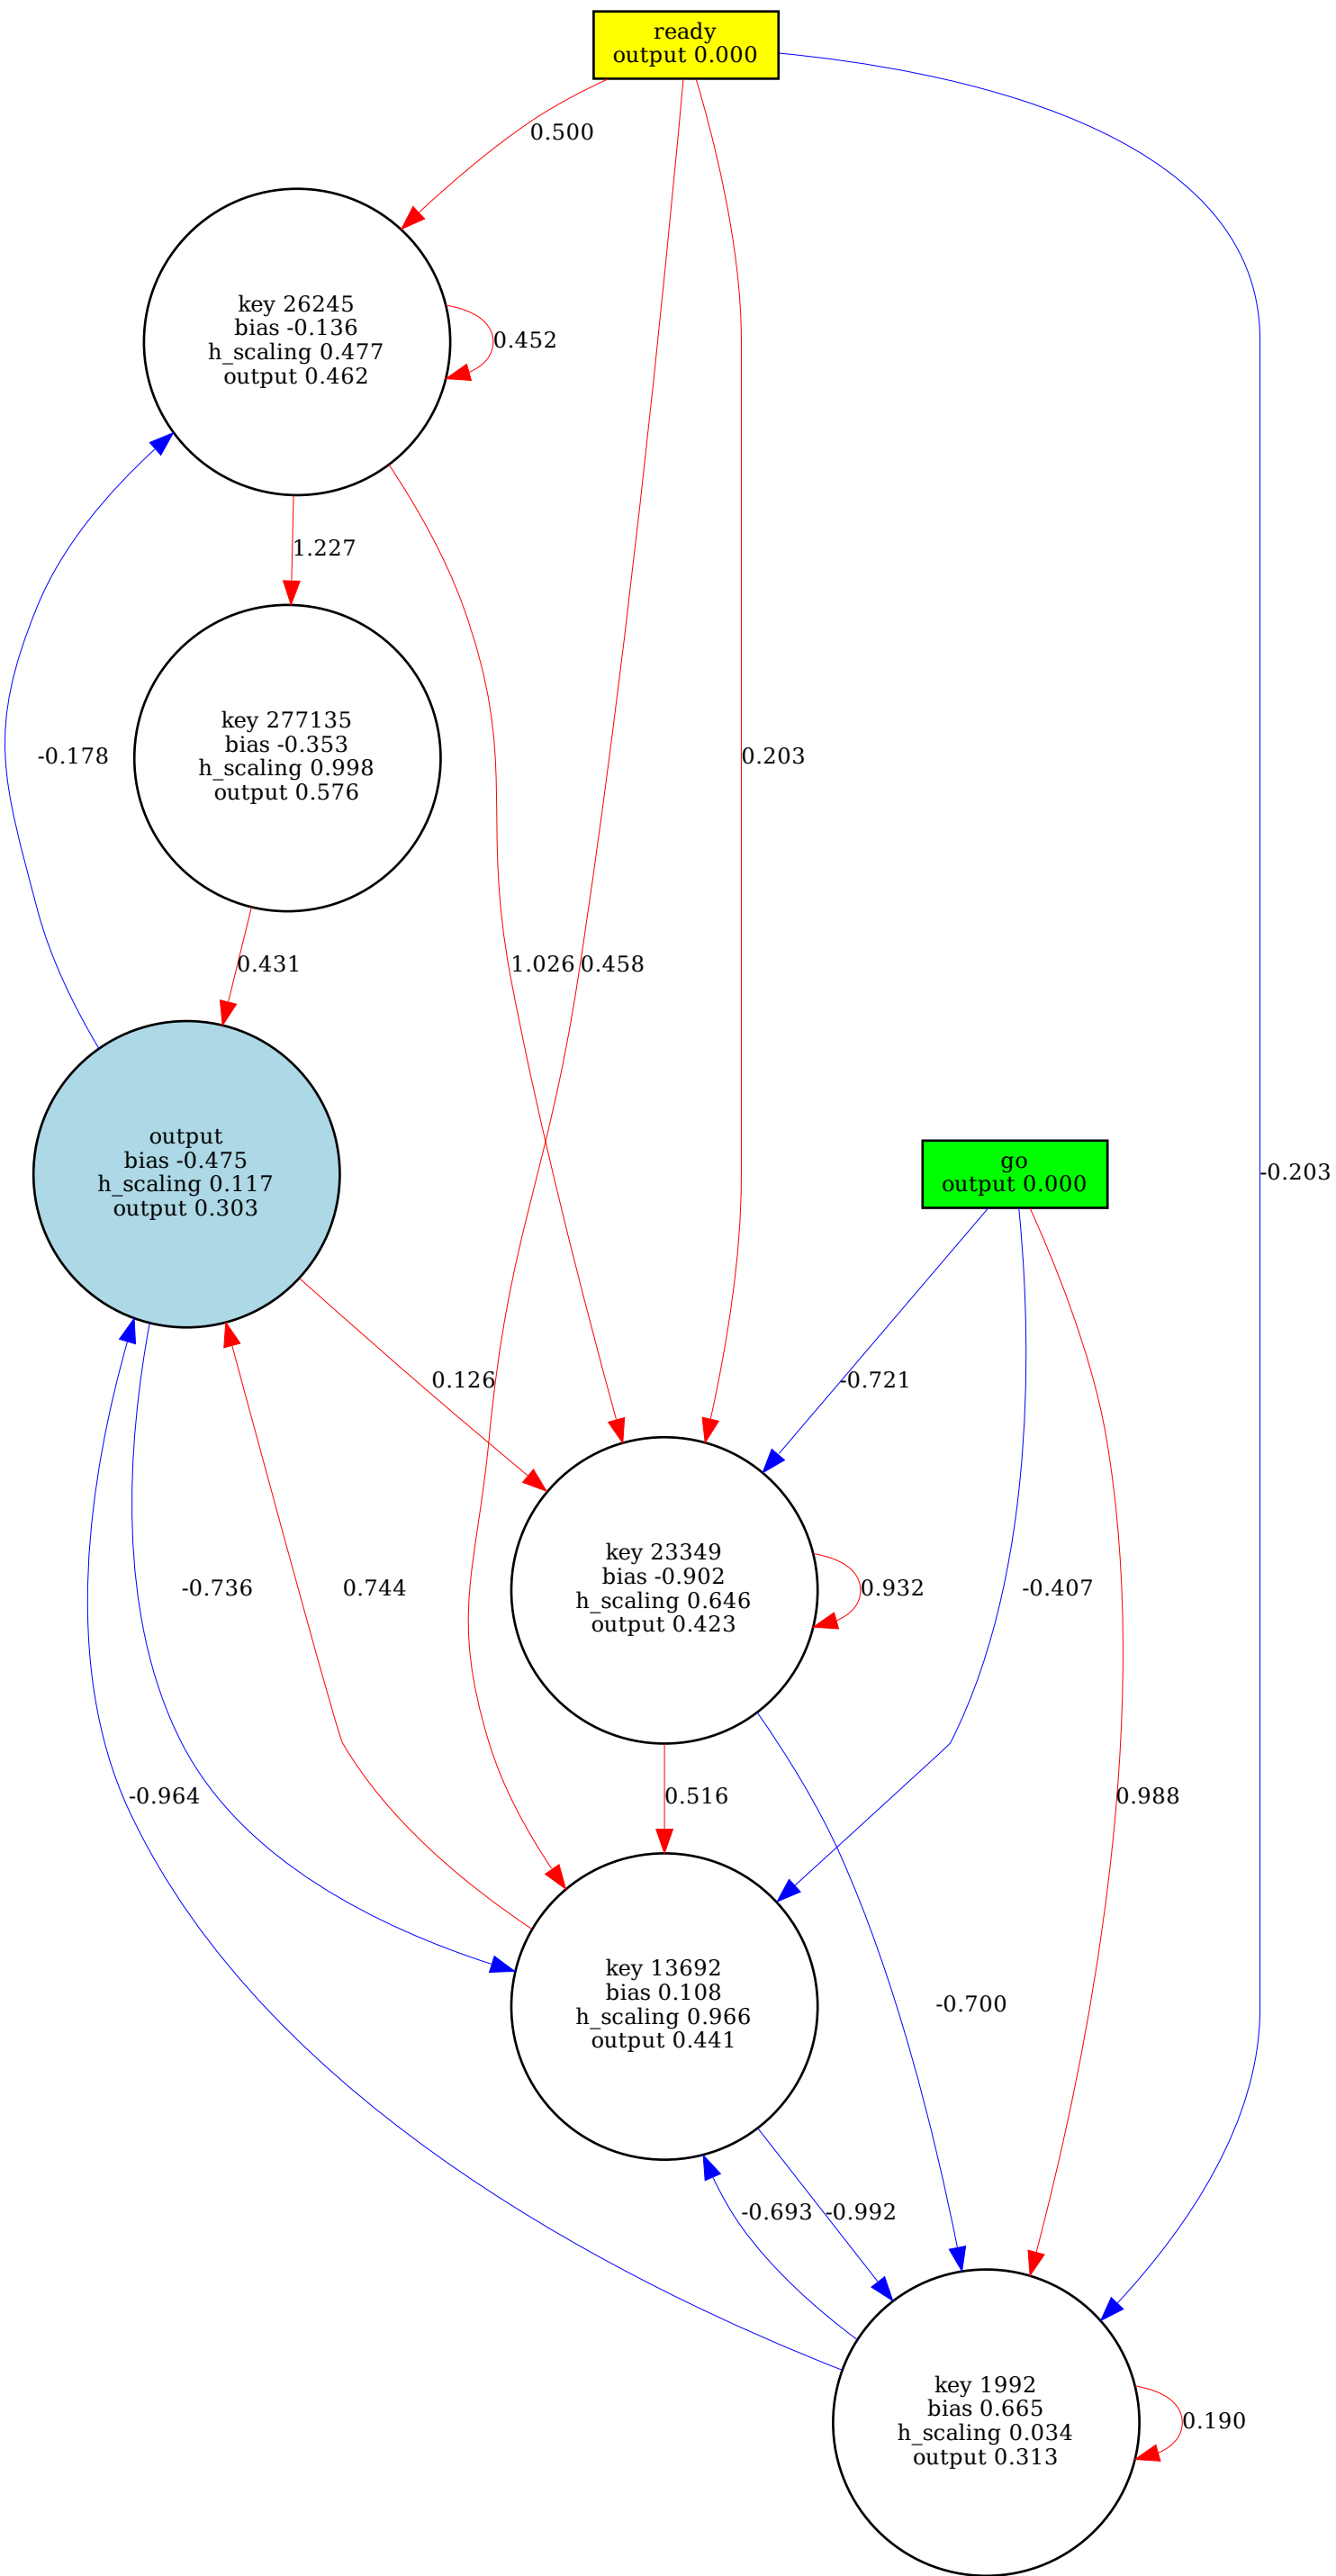 ready
output 0.000
0.500
key 26245
bias -0.136
h_scaling 0.477
output 0.462
0.452
1.227
key 277135
bias -0.353
h_scaling 0.998
output 0.576
-0.178
0.203
0.431
1.026
0.458
output
bias -0.475
h_scaling 0.117
output 0.303
go
output 0.000
-0.203
0.126
-0.721
key 23349
bias -0.902
h_scaling 0.646
output 0.423
-0.736
0.744
0.932
-0.407
-0.964
0.516
0.988
key 13692
bias 0.108
h_scaling 0.966
output 0.441
-0.700
-0.693
-0.992
key 1992
bias 0.665
h_scaling 0.034
output 0.313
0.190